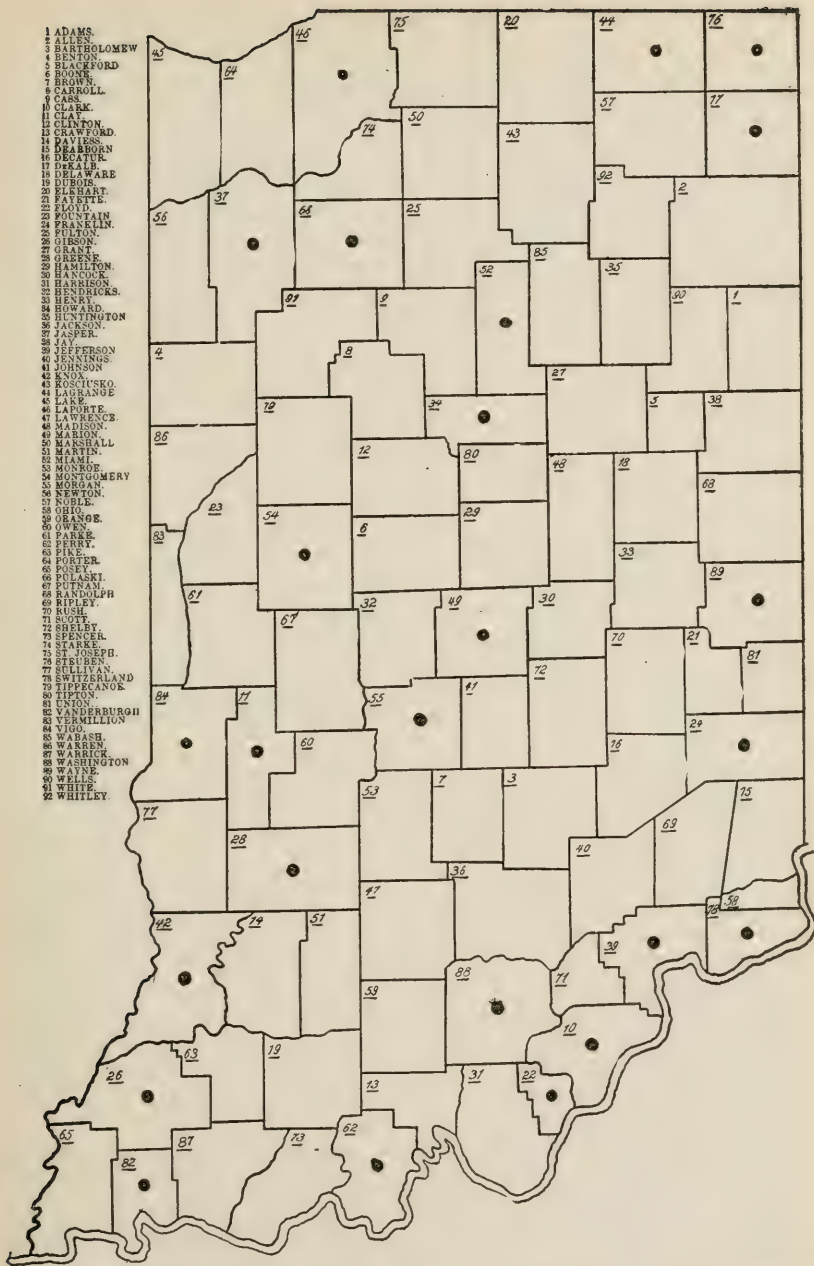 1 ADAMS.
2 ALLEN.
3 BARTHOLOMEW
4 BENTON.
5 BLACKFORD
6 BOONE.
7 BROWN.
8 CARROLL.
9 CASS.
10 CLARK.
11 CLAY.
12 CLINTON.
13 CRAWFORD.
14 DAVIESS.
15 DEARBORN
16 DECATUR.
17 DEKALB.
18 DELAWARE
19 DUBOIS.
20 ELKHART.
21 FAYETTE.
22 FLOYD.
23 FOUNTAIN
24 FRANKLIN.
25 FULTON.
26 GIBSON.
27 GRANT.
28 GREENE.
29 HAMILTON.
30 HANCOCK.
31 HARRISON.
32 HENDRICKS.
33 HENRY.
34 HOWARD.
35 HUNTINGTON
36 JACKSON.
37 JASPER.
38 JAY.
39 JEFFERSON
40 JENNINGS.
41 JOHNSON
42 KNOX.
43 KOSCIUSKO.
44 LAGRANGE
45 LAKE.
46 LAPORTE.
47 LAWRENCE.
48 MADISON.
49 MARION.
50 MARSHALL
51 MARTIN.
52 MIAMI.
53 MONROE.
54 MONTGOMERY
55 MORGAN.
56 NEWTON.
57 NOBLE.
58 OHIO.
59 ORANGE.
60 OWEN.
61 PARKE.
62 PERRY.
63 PIKE.
64 PORTER.
65 POSEY.
66 PULASKI.
67 PUTNAM.
68 RANDOLPH
69 RIPLEY.
70 RUSH.
71 SCOTT.
72 SHELBY.
73 SPENCER.
74 STARKE.
75 ST. JOSEPH.
76 STEUBEN.
77 SULLIVAN.
78 SWITZERLAND
79 TIPPECANOE.
80 TIPTON.
81 UNION.
82 VANDERBURGH
83 VERMILLION
84 VIGO.
85 WABASH.
86 WARREN.
87 WARRICK.
88 WASHINGTON
89 WAYNE.
90 WELLS.
91 WHITE.
92 WHITLEY.
45 64 46 75 20 44 76
74 50 43 57 17
56 37 68 25 92 2
91 9 52 85 35 90 1
4 8 27 5 38
86 79 34
12 80 48 18 68
23 54
83 6 29 33
61 67 32 49 30 89
84 11 55 41 72 70 21 81
60 16 24
77 53 7 3 15
28 36 40 69
42 14 51 47 39 78 58
59 88 71
26 63 19 13 31 22 10
65 82 87 73 62